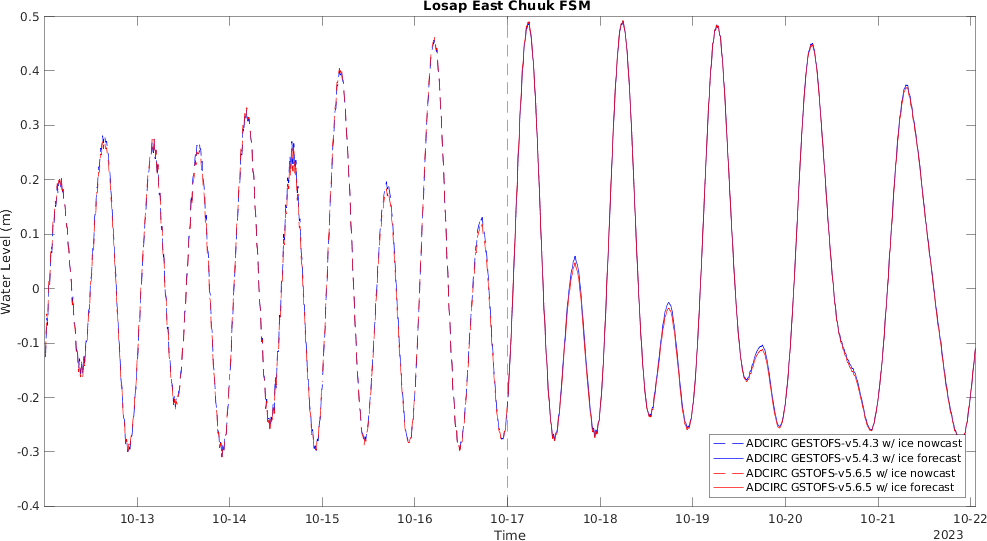 Losap East Chuuk FSM
0.5
0.4
0.3
0.2
0.1
0
-0.1
-0.2
-0.3
-0.4
Water Level (m)
ADCIRC GESTOFS-v5.4.3 w/ ice nowcast
ADCIRC GESTOFS-v5.4.3 w/ ice forecast
ADCIRC GSTOFS-v5.6.5 w/ ice nowcast
ADCIRC GSTOFS-v5.6.5 w/ ice forecast
10-13 10-14 10-15 10-16 10-17 10-18 10-19 10-20 10-21 10-22
Time
2023